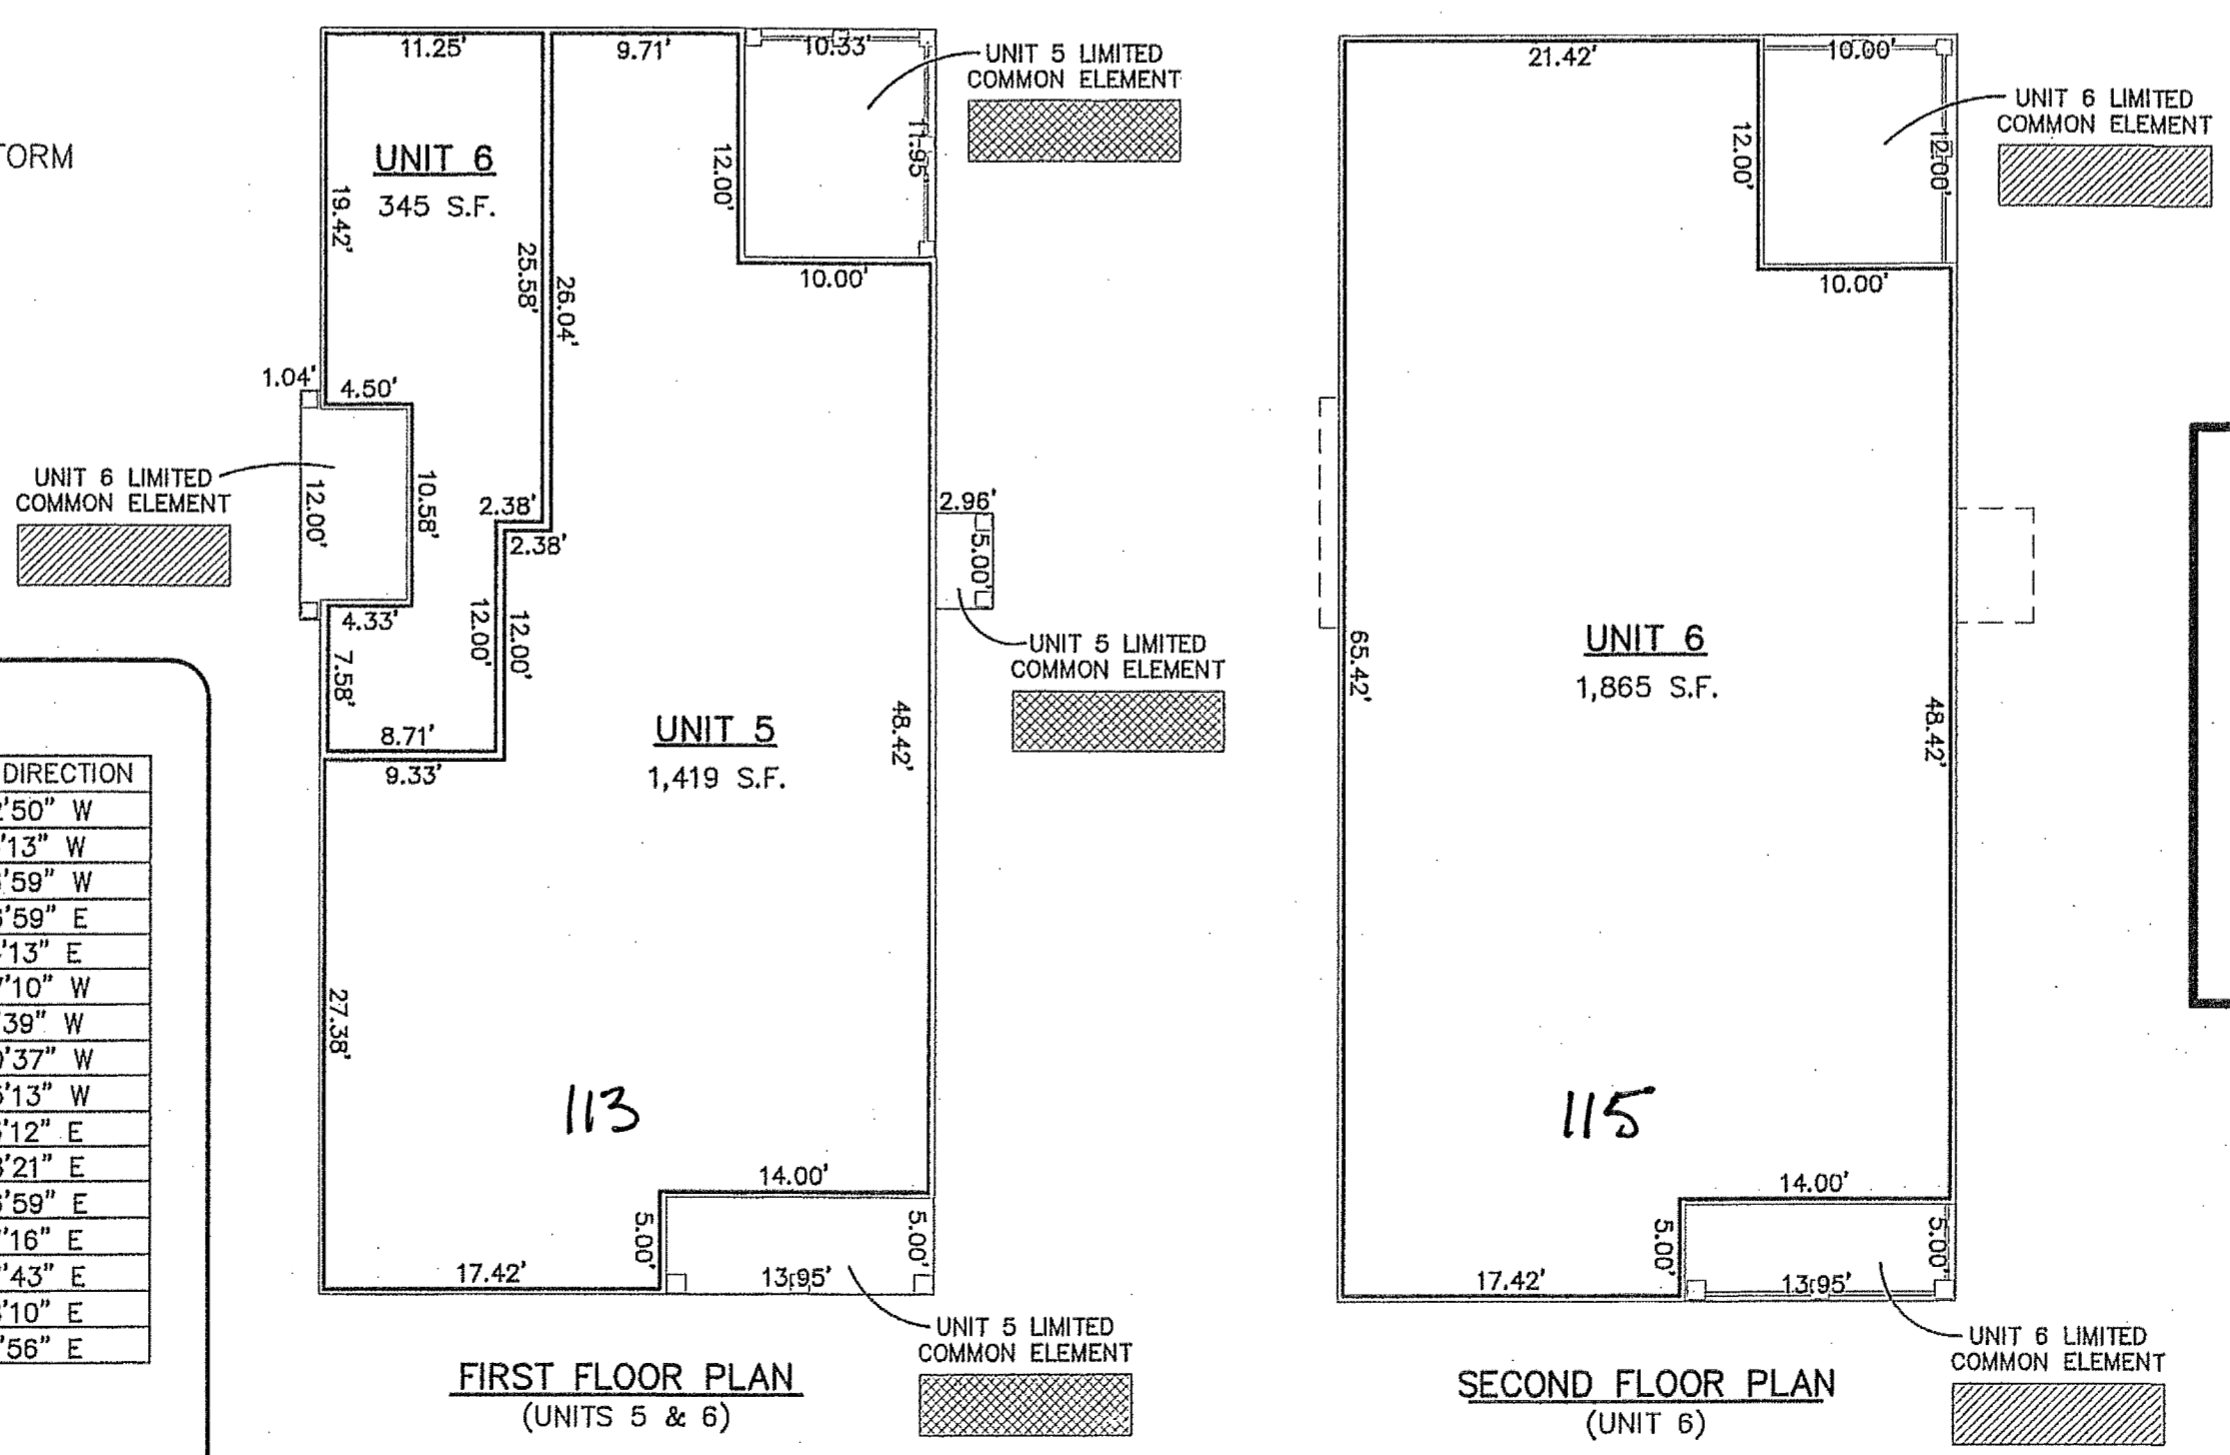 TORM
11.25'
9.71'
10.33'
UNIT 5 LIMITED
COMMON ELEMENT
UNIT 6
345 S.F.
19.42'
25.58'
26.04'
12.00'
11.95'
10.00'
1.04'
4.50'
UNIT 6 LIMITED
COMMON ELEMENT
12.00'
10.58'
2.38'
2.38'
2.96'
5.00'
4.33'
7.58'
12.00'
12.00'
UNIT 5 LIMITED
COMMON ELEMENT
8.71'
9.33'
UNIT 5
1,419 S.F.
48.42'
27.38'
113
14.00'
5.00'
5.00'
17.42'
13.95'
UNIT 5 LIMITED
COMMON ELEMENT
FIRST FLOOR PLAN
(UNITS 5 & 6)
DIRECTION
'50" W
'13" W
'59" W
'59" E
'13" E
'10" W
'39" W
'37" W
'13" W
'12" E
'21" E
'59" E
'16" E
'43" E
'10" E
'56" E
21.42'
10.00'
UNIT 6 LIMITED
COMMON ELEMENT
12.00'
12.00'
10.00'
65.42'
UNIT 6
1,865 S.F.
48.42'
115
14.00'
5.00'
5.00'
17.42'
13.95'
UNIT 6 LIMITED
COMMON ELEMENT
SECOND FLOOR PLAN
(UNIT 6)